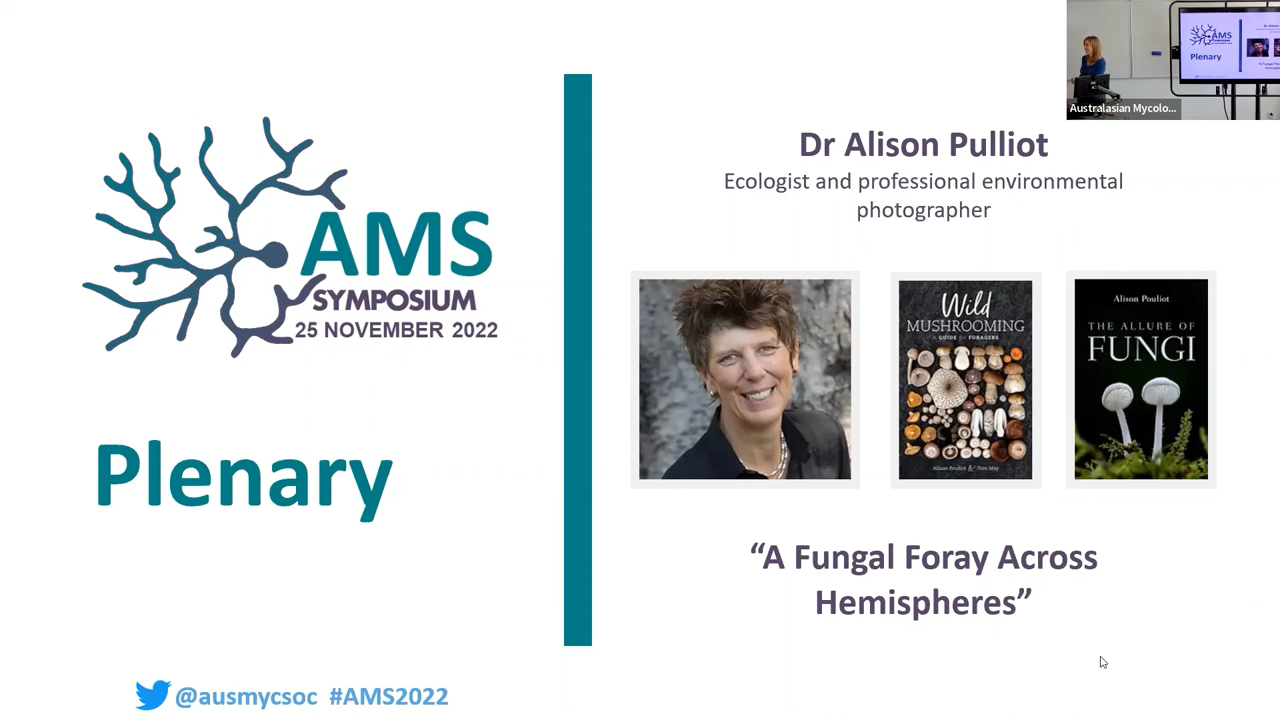 AMS
SYMPOSIUM
25 NOVEMBER 2022
Plenary
@ausmycsoc #AMS2022
Dr Alison Pulliot
Ecologist and professional environmental
photographer
Wild
MUSHROOMING
A GUIDE for FORAGERS
Alison Pouliot & Tom May
Alison Pouliot
THE ALLURE OF
FUNGI
“A Fungal Foray Across
Hemispheres”
AMS
Plenary
Australasian Mycolo...